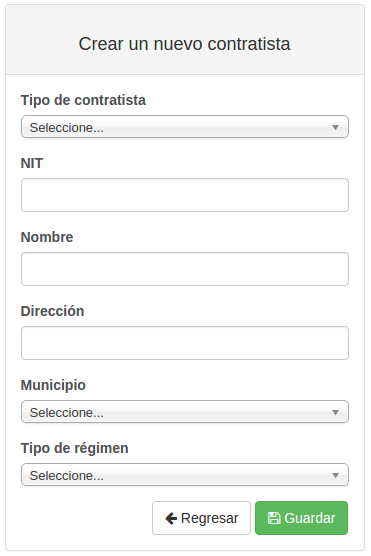 Crear un nuevo contratista
Tipo de contratista
Seleccione...
NIT
Nombre
Dirección
Municipio
Seleccione...
Tipo de régimen
Seleccione...
Regresar Guardar